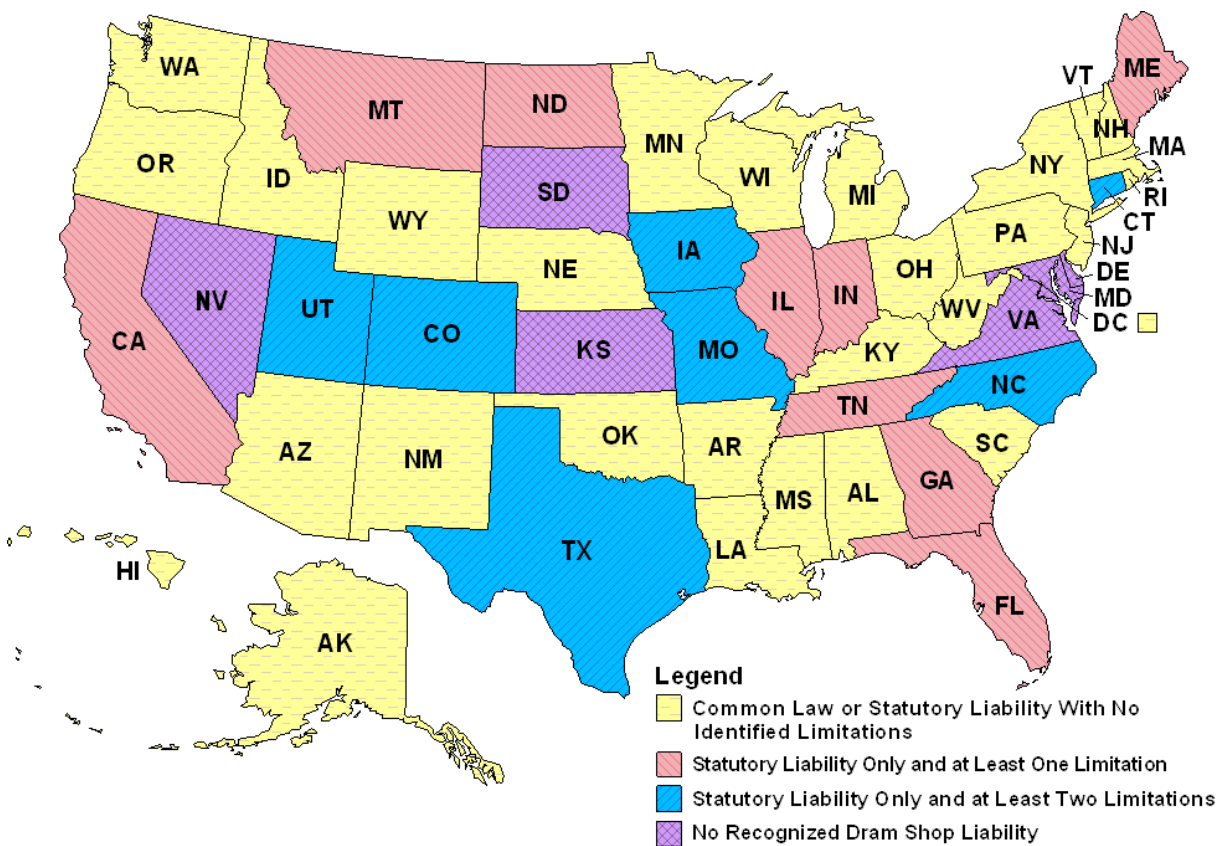 WA
MT
ND
MN
VT
ME
NH
OR
ID
WI
NY
MA
SD
MI
WY
RI
CT
PA
NJ
IA
NE
OH
DE
NV
UT
IL
IN
MD
WV
DC
CO
VA
CA
KS
MO
KY
NC
TN
OK
AZ
NM
AR
SC
GA
MS
AL
TX
LA
HI
FL
AK
Legend
Common Law or Statutory Liability With No
Identified Limitations
Statutory Liability Only and at Least One Limitation
Statutory Liability Only and at Least Two Limitations
No Recognized Dram Shop Liability